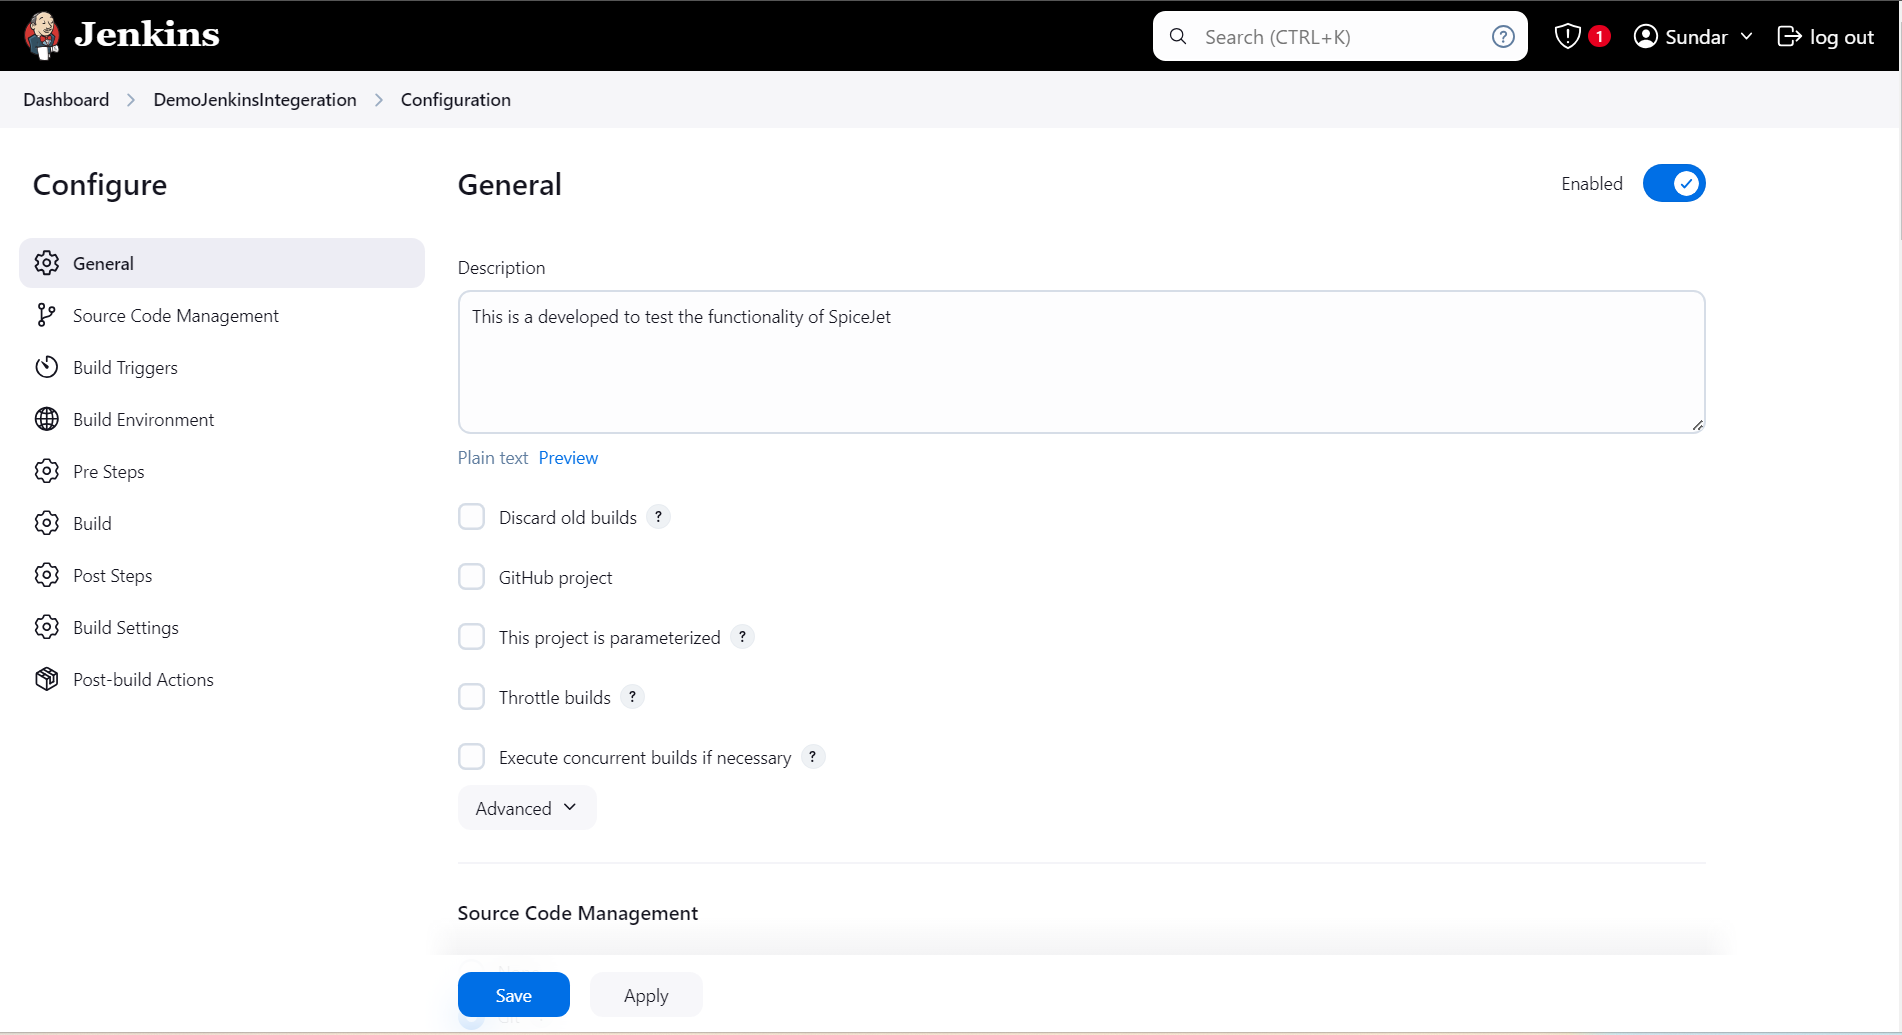 Jenkins
Search (CTRL+K)
?
1
Sundar
log out
Dashboard > DemoJenkinsIntegeration > Configuration
Configure
General
Source Code Management
Build Triggers
Build Environment
Pre Steps
Build
Post Steps
Build Settings
Post-build Actions
General
Enabled
Description
This is a developed to test the functionality of SpiceJet
Plain text Preview
Discard old builds ?
GitHub project
This project is parameterized ?
Throttle builds ?
Execute concurrent builds if necessary ?
Advanced
Source Code Management
Save
Apply